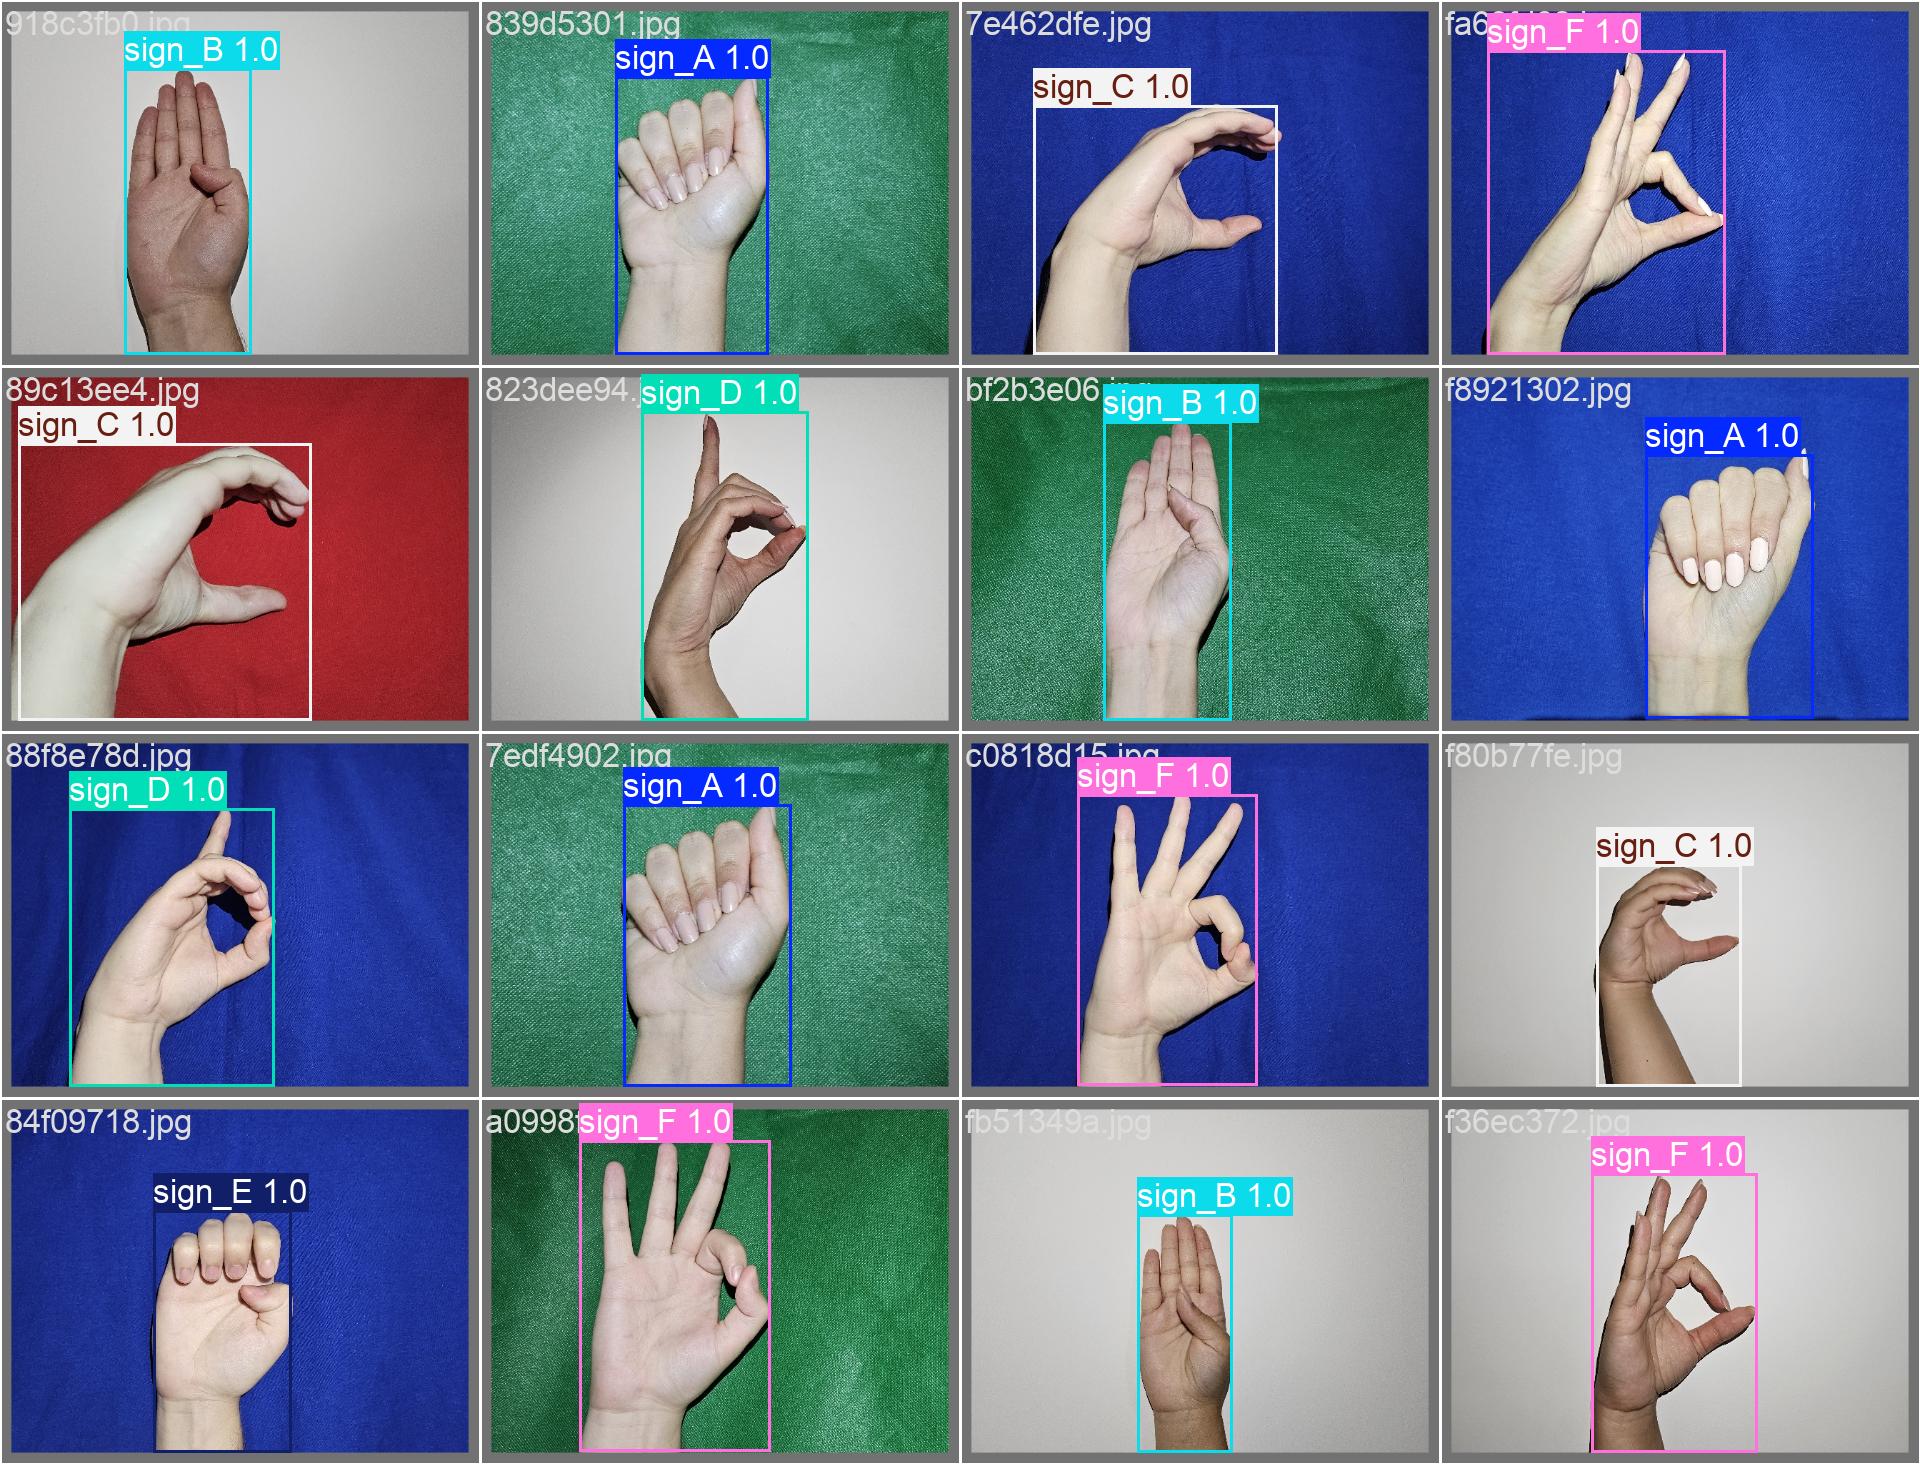 918c3fb0.jpg
sign_B 1.0
839d5301.jpg
sign_A 1.0
7e462dfe.jpg
sign_C 1.0
sign_F 1.0
89c13ee4.jpg
sign_C 1.0
823dee94.
sign_D 1.0
bf2b3e06.jpg
sign_B 1.0
f8921302.jpg
sign_A 1.0
88f8e78d.jpg
sign_D 1.0
7edf4902.jpg
sign_A 1.0
c0818d15.jpg
sign_F 1.0
f80b77fe.jpg
sign_C 1.0
84f09718.jpg
sign_E 1.0
a0998
sign_F 1.0
fb51349a.jpg
sign_B 1.0
f36ec372.jpg
sign_F 1.0